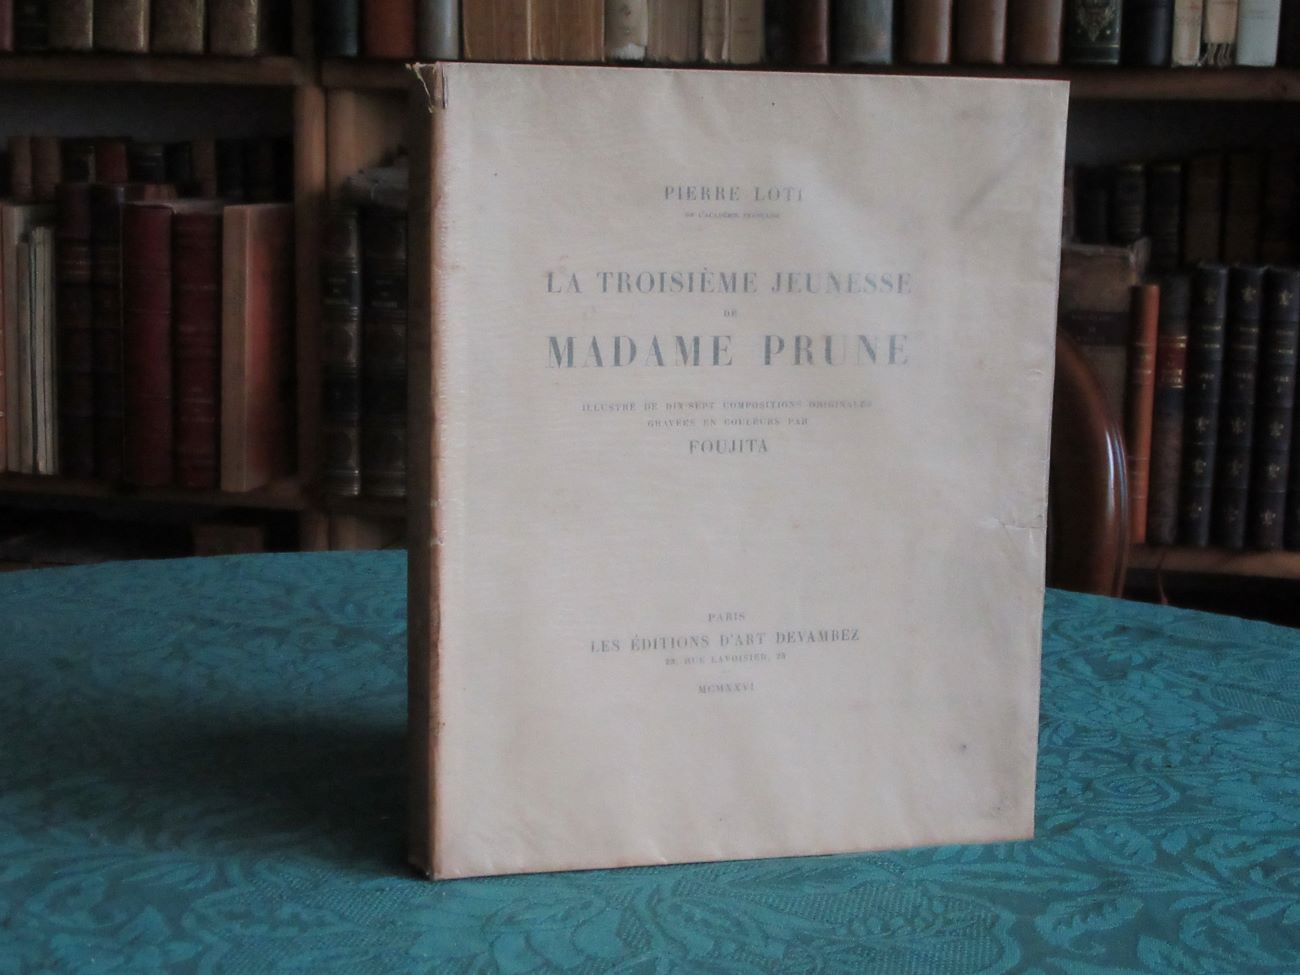 PIERRE LOTI
DE L'ACADÉMIE FRANÇAISE
LA TROISIÈME JEUNESSE
DE
MADAME PRUNE
ILLUSTRÉ DE DIX-SEPT COMPOSITIONS ORIGINALES
GRAVÉES EN COULEURS PAR
FOUJITA
PARIS
LES ÉDITIONS D'ART DEVAMBEZ
23, RUE LAVOISIER, 23
MCMXXVI